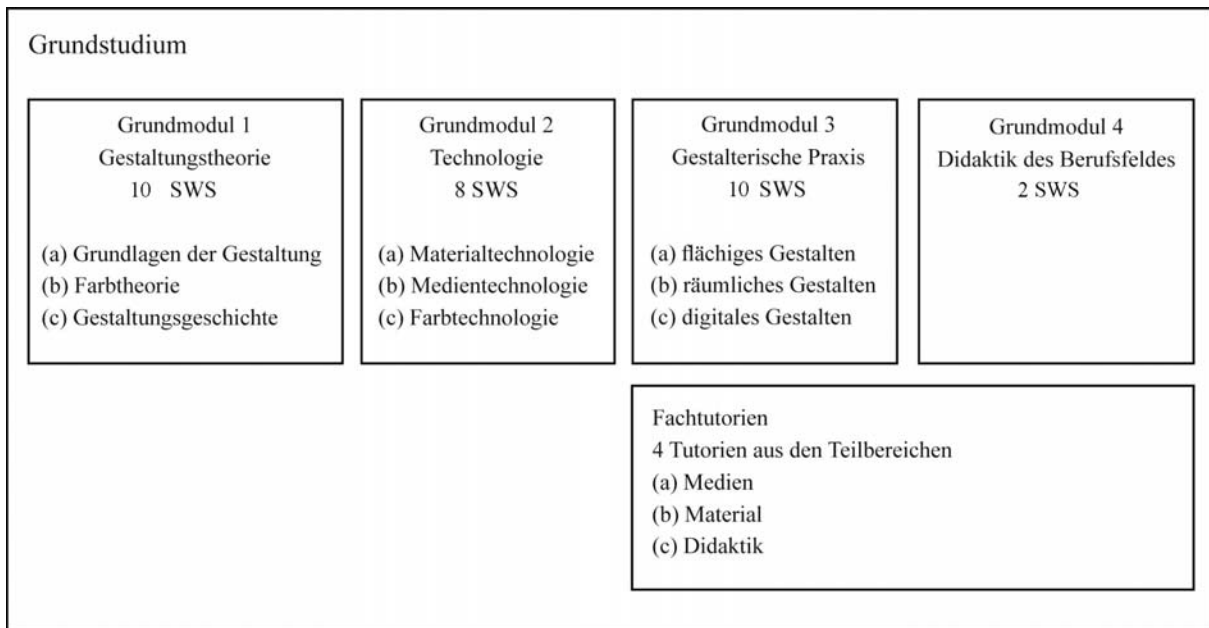 Grundstudium
Grundmodul 1
Gestaltungstheorie
10 SWS
(a) Grundlagen der Gestaltung
(b) Farbtheorie
(c) Gestaltungsgeschichte
Grundmodul 2
Technologie
8 SWS
(a) Materialtechnologie
(b) Medientechnologie
(c) Farbtechnologie
Grundmodul 3
Gestalterische Praxis
10 SWS
(a) flächiges Gestalten
(b) räumliches Gestalten
(c) digitales Gestalten
Grundmodul 4
Didaktik des Berufsfeldes
2 SWS
Fachtutorien
4 Tutorien aus den Teilbereichen
(a) Medien
(b) Material
(c) Didaktik